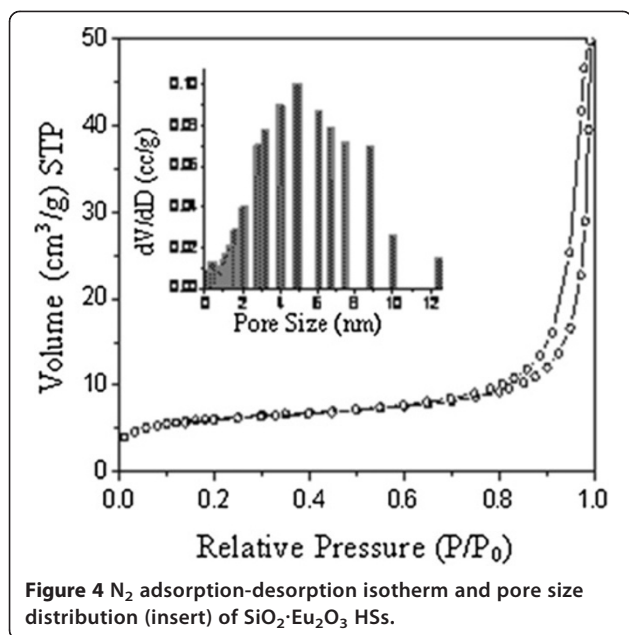 50
40
30
20
10
0
Volume (cm³/g) STP
0.10
0.08
0.06
0.04
0.02
0.00
dV/dD (cc/g)
0 2 4 6 8 10 12
Pore Size (nm)
0.0 0.2 0.4 0.6 0.8 1.0
Relative Pressure (P/P₀)
Figure 4 N₂ adsorption-desorption isotherm and pore size
distribution (insert) of SiO₂·Eu₂O₃ HSs.